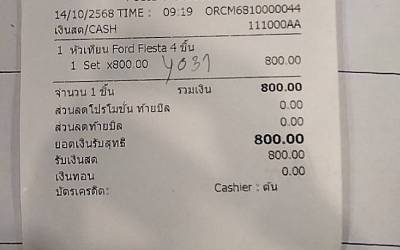 14/10/2568 TIME : 09:19 ORCM6810000044
เงินสด/CASH 111000AA
1 หัวเทียน Ford Fiesta 4 ชิ้น
1 Set x800.00 800.00
จำนวน 1 ชิ้น รวมเงิน 800.00
ส่วนลดโปรโมชั่น ท้ายบิล 0.00
ส่วนลดท้ายบิล 0.00
ยอดเงินรับสุทธิ 800.00
รับเงินสด 800.00
เงินทอน 0.00
บัตรเครดิต: Cashier : ต้น